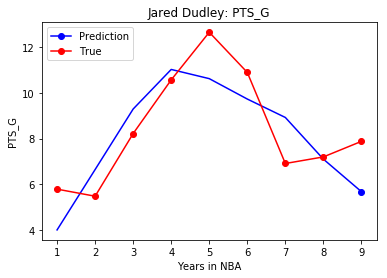 Jared Dudley: PTS_G
Prediction
True
12
10
8
6
4
PTS_G
1 2 3 4 5 6 7 8 9
Years in NBA